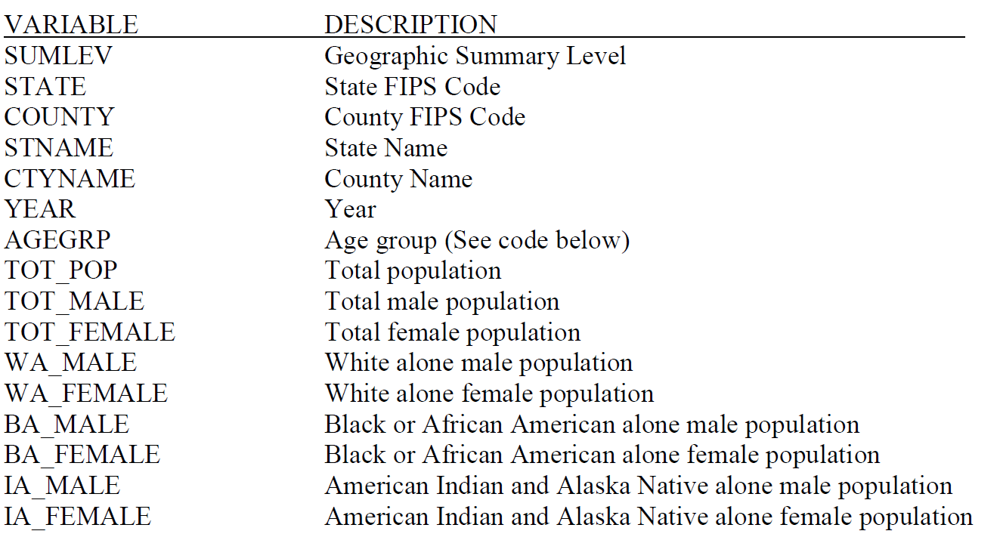 VARIABLE DESCRIPTION
SUMLEV Geographic Summary Level
STATE State FIPS Code
COUNTY County FIPS Code
STNAME State Name
CTYNAME County Name
YEAR Year
AGEGRP Age group (See code below)
TOT_POP Total population
TOT_MALE Total male population
TOT_FEMALE Total female population
WA_MALE White alone male population
WA_FEMALE White alone female population
BA_MALE Black or African American alone male population
BA_FEMALE Black or African American alone female population
IA_MALE American Indian and Alaska Native alone male population
IA_FEMALE American Indian and Alaska Native alone female population